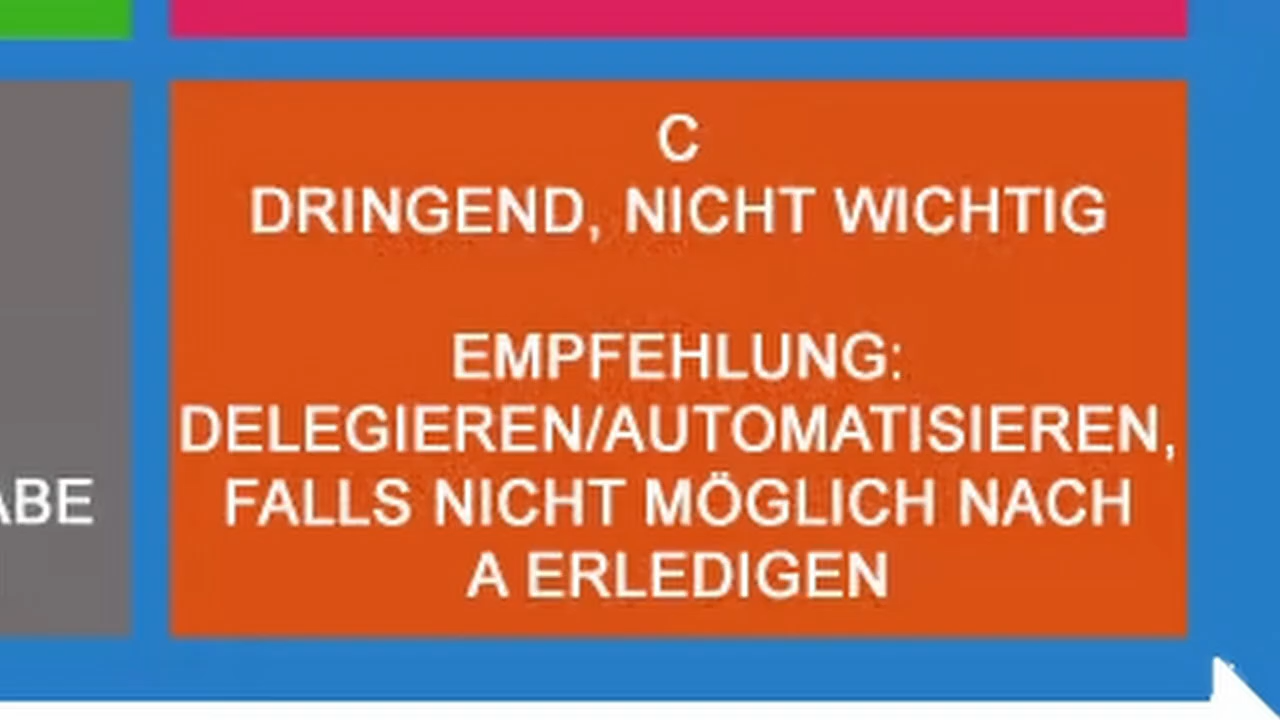 C
DRINGEND, NICHT WICHTIG
EMPFEHLUNG:
DELEGIEREN/AUTOMATISIEREN,
FALLS NICHT MÖGLICH NACH
A ERLEDIGEN